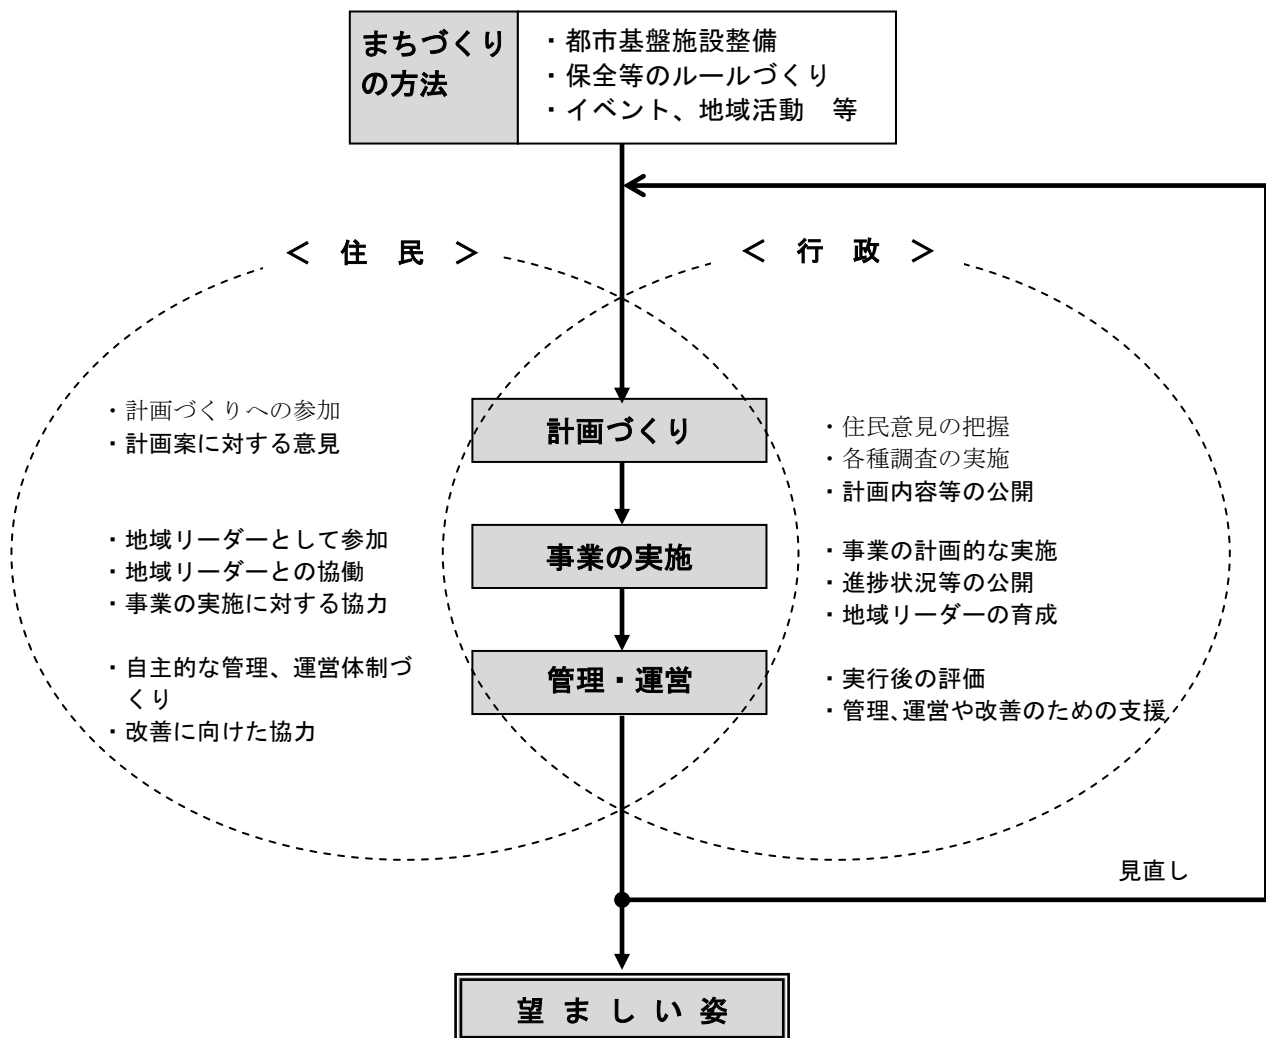 まちづくり
の方法
・都市基盤施設整備
・保全等のルールづくり
・イベント、地域活動　等
＜　住　民　＞
＜　行　政　＞
・計画づくりへの参加
・計画案に対する意見
計画づくり
・住民意見の把握
・各種調査の実施
・計画内容等の公開
・地域リーダーとして参加
・地域リーダーとの協働
・事業の実施に対する協力
事業の実施
・事業の計画的な実施
・進捗状況等の公開
・地域リーダーの育成
・自主的な管理、運営体制づ
くり
・改善に向けた協力
管理・運営
・実行後の評価
・管理、運営や改善のための支援
見直し
望 ま し い 姿